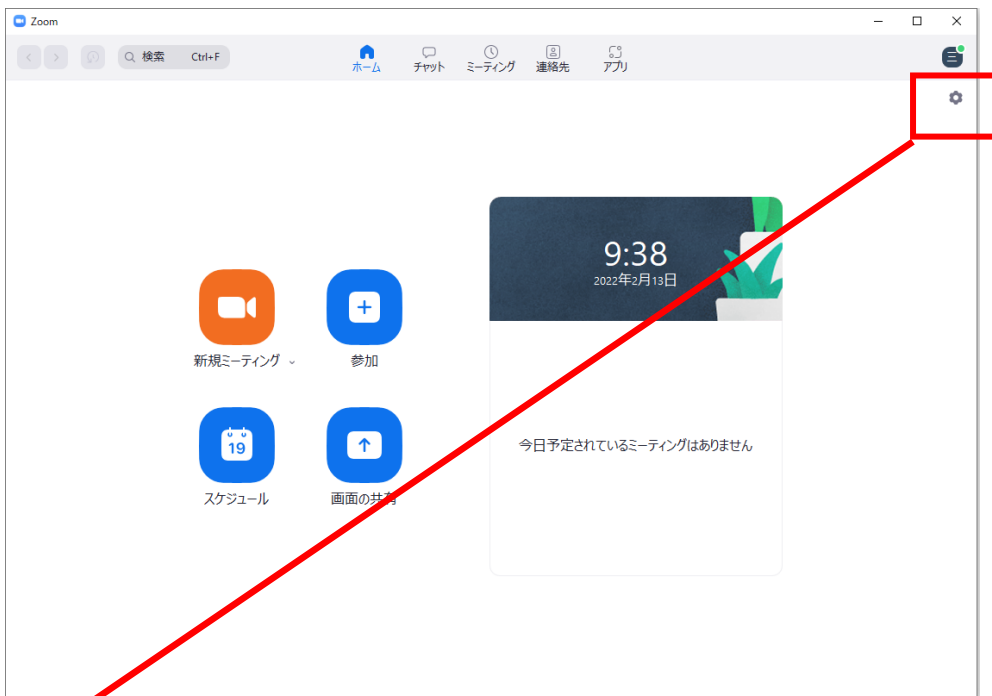 Zoom
検索 Ctrl+F
ホーム チャット ミーティング 連絡先 アプリ
9:38
2022年2月13日
新規ミーティング 参加
今日予定されているミーティングはありません
19
スケジュール 画面の共有